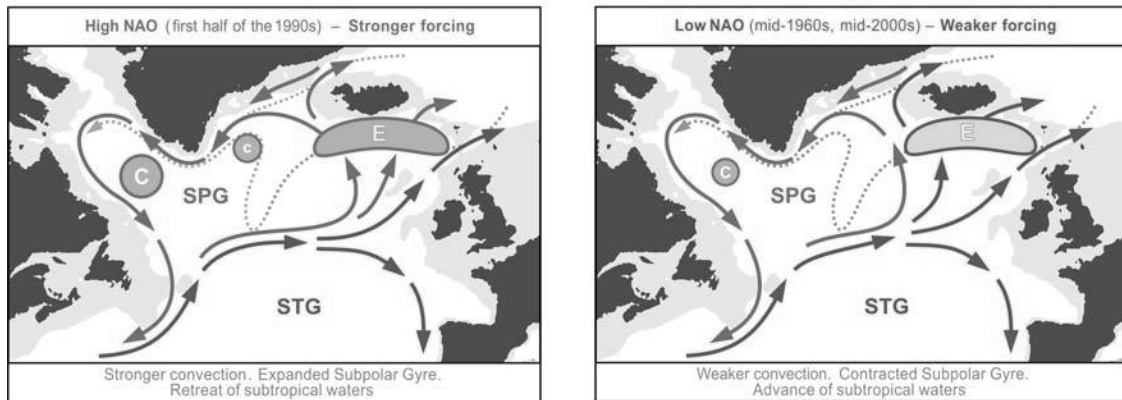 High NAO (first half of the 1990s) – Stronger forcing
E
C
C
SPG
STG
Stronger convection. Expanded Subpolar Gyre.
Retreat of subtropical waters
Low NAO (mid-1960s, mid-2000s) – Weaker forcing
E
C
SPG
STG
Weaker convection. Contracted Subpolar Gyre.
Advance of subtropical waters